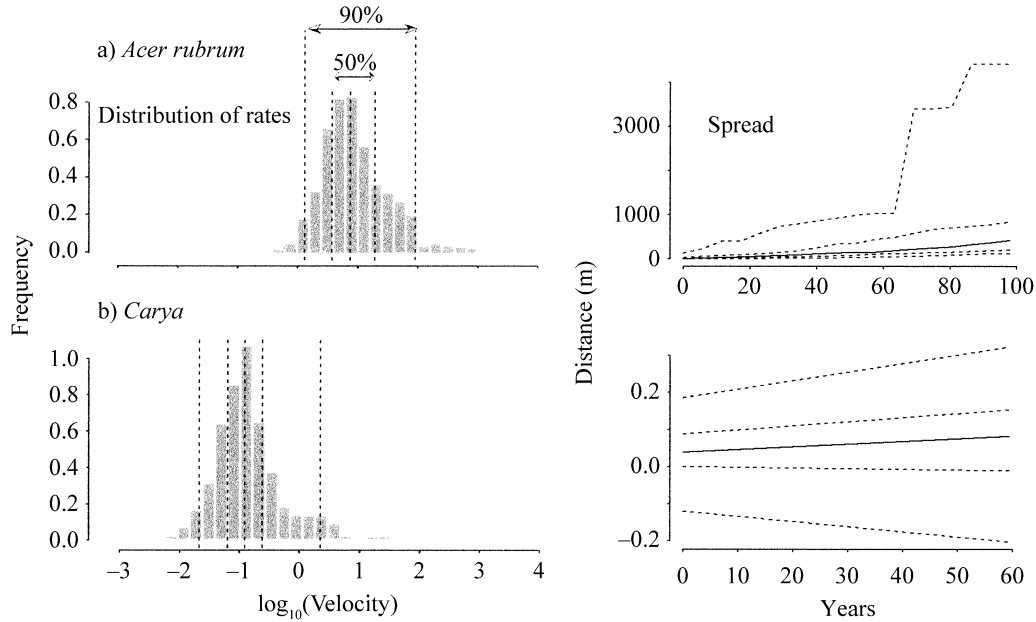 90%
a) Acer rubrum
50%
Distribution of rates
0.8
0.6
0.4
0.2
0.0
Frequency
b) Carya
1.0
0.8
0.6
0.4
0.2
0.0
−3 −2 −1 0 1 2 3 4
log10(Velocity)
Spread
3000
1000
0
0 20 40 60 80 100
Distance (m)
0.2
0.0
−0.2
0 10 20 30 40 50 60
Years